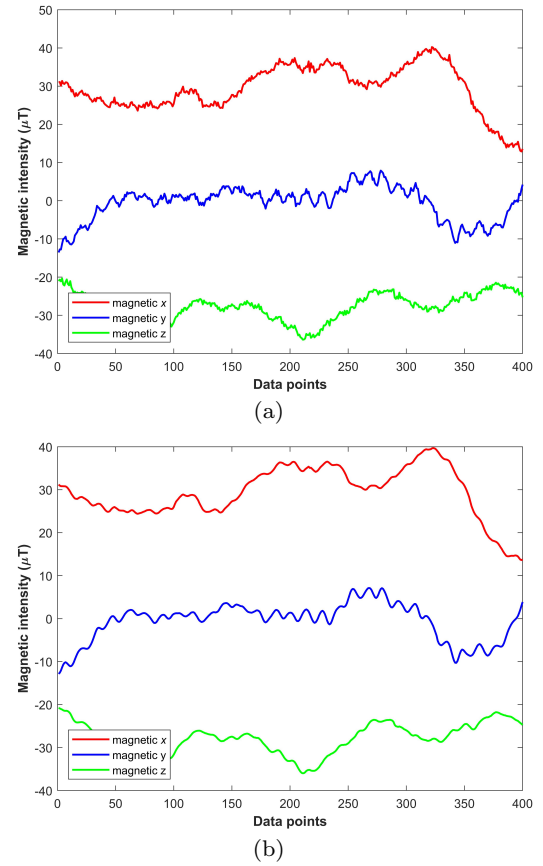 50
40
30
20
10
0
-10
-20
-30
-40
Magnetic intensity (μT)
magnetic x
magnetic y
magnetic z
0 50 100 150 200 250 300 350 400
Data points
(a)
40
30
20
10
0
-10
-20
-30
-40
Magnetic intensity (μT)
magnetic x
magnetic y
magnetic z
0 50 100 150 200 250 300 350 400
Data points
(b)